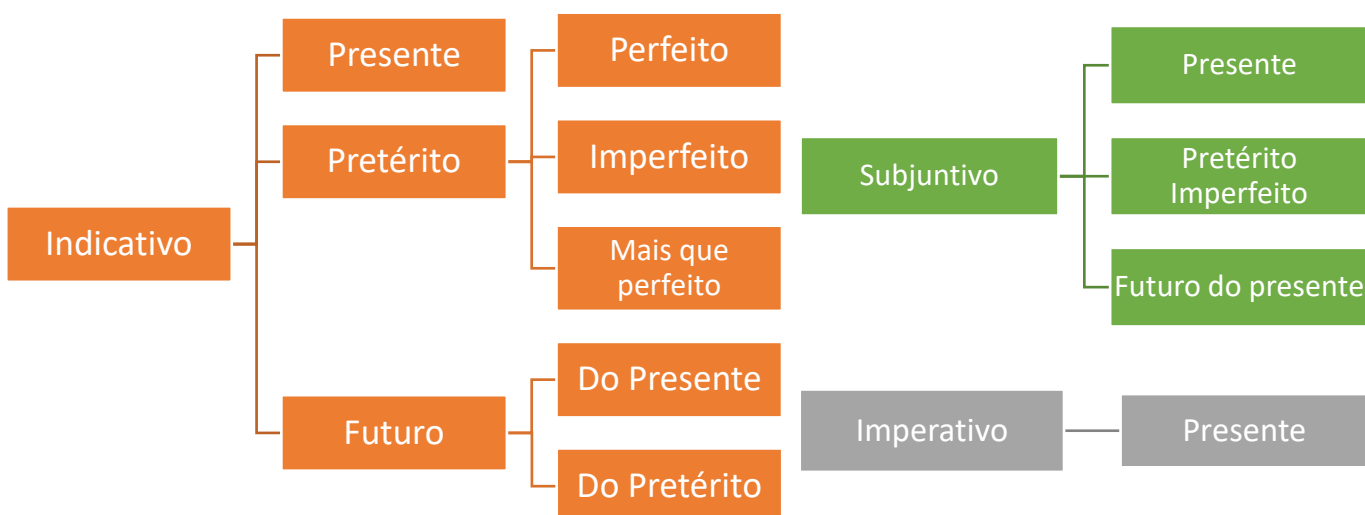 Indicativo
Presente
Pretérito
Perfeito
Imperfeito
Mais que
perfeito
Futuro
Do Presente
Do Pretérito
Subjuntivo
Presente
Pretérito
Imperfeito
Futuro do presente
Imperativo
Presente